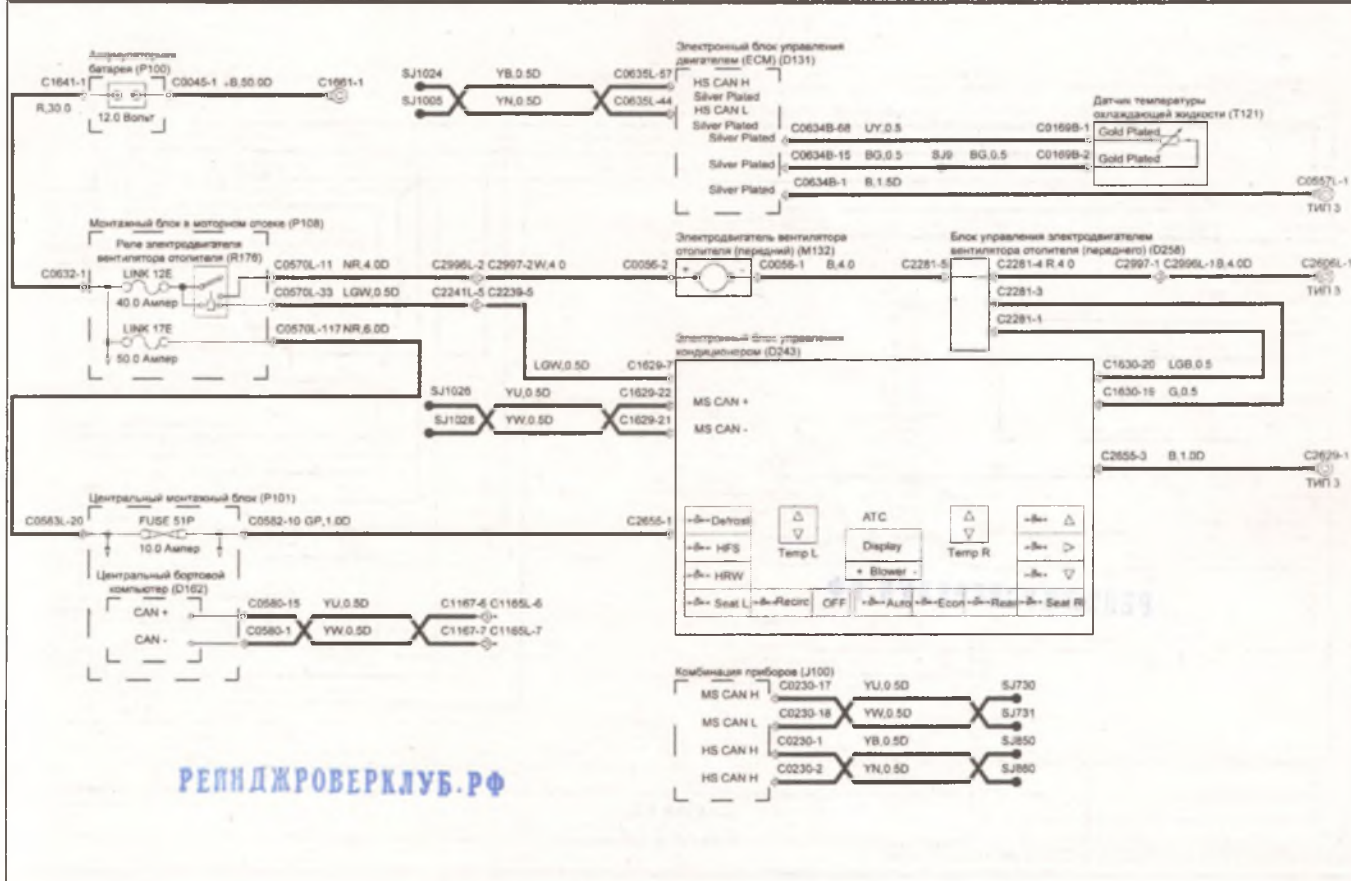 батарея (P100)
C1641-1
C0045-1
B,50.0D
C1661-1
R,30.0
12.0 Вольт
SJ1024
YB,0.5D
C0635L-57
SJ1005
YN,0.5D
C0635L-44
Электронный блок управления
двигателем (ECM) (D131)
HS CAN H
Silver Plated
HS CAN L
Silver Plated
Silver Plated
Silver Plated
Silver Plated
C0634B-68 UY,0.5 C0169B-1
C0634B-15 BG,0.5 SJ9 BG,0.5 C0169B-2
C0634B-1 B,1.5D
Датчик температуры
охлаждающей жидкости (T121)
Gold Plated
Gold Plated
C0557L-1
ТИП 3
Монтажный блок в моторном отсеке (P108)
Реле электродвигателя
вентилятора отопителя (R176)
C0632-1
LINK 12E
40.0 Ампер
LINK 17E
50.0 Ампер
C0570L-11 NR,4.0D C2996L-2 C2997-2 W,4.0 C0056-2
C0570L-33 LGW,0.5D C2241L-5 C2239-5
C0570L-117 NR,6.0D
Электродвигатель вентилятора
отопителя (передний) (M132)
C0056-1 B,4.0 C2281-5
Блок управления электродвигателем
вентилятора отопителя (переднего) (D258)
C2281-4 R,4.0 C2997-1 C2996L-1 B,4.0D C2606L-1
ТИП 3
C2281-3
C2281-1
Электронный блок управления
кондиционером (D243)
LGW,0.5D C1629-7
SJ1026 YU,0.5D C1629-22
SJ1028 YW,0.5D C1629-21
MS CAN +
MS CAN -
C1630-20 LGB,0.5
C1630-19 G,0.5
C2655-3 B,1.0D C2629-1
ТИП 3
Центральный монтажный блок (P101)
C0583L-20
FUSE 51P
10.0 Ампер
C0582-10 GP,1.0D C2655-1
Центральный бортовой
компьютер (D162)
CAN +
CAN -
C0580-15 YU,0.5D C1167-6 C1165L-6
C0580-1 YW,0.5D C1167-7 C1165L-7
Defrost
HFS
HRW
Seat L
Recirc
OFF
Auto
Econ
Seat R
Temp L
ATC
Display
+ Blower -
Temp R
Комбинация приборов (J100)
MS CAN H
MS CAN L
HS CAN H
HS CAN H
C0230-17 YU,0.5D SJ730
C0230-18 YW,0.5D SJ731
C0230-1 YB,0.5D SJ850
C0230-2 YN,0.5D SJ860
РЕПНДЖРОВЕРКЛУБ.РФ